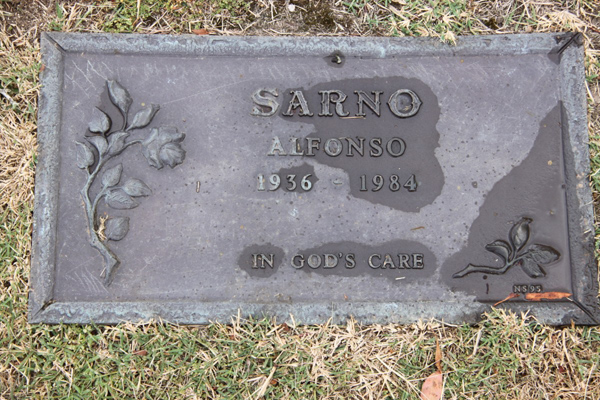 SARNO
ALFONSO
1936 - 1984
IN GOD'S CARE